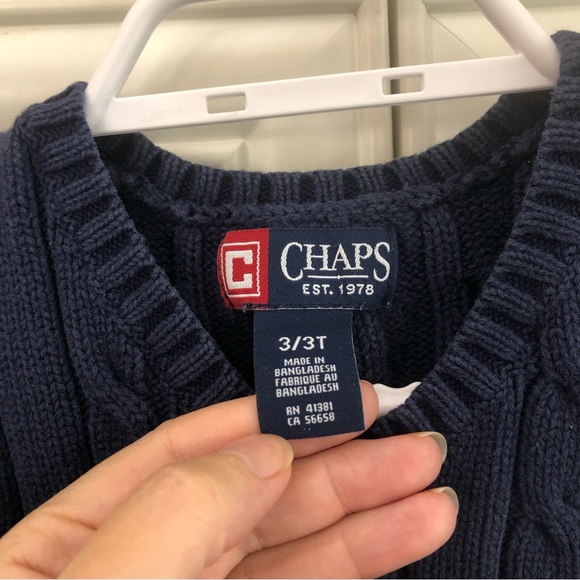 C
CHAPS
EST. 1978
3/3T
MADE IN
BANGLADESH
FABRIQUE AU
BANGLADESH
RN 41381
CA 56658